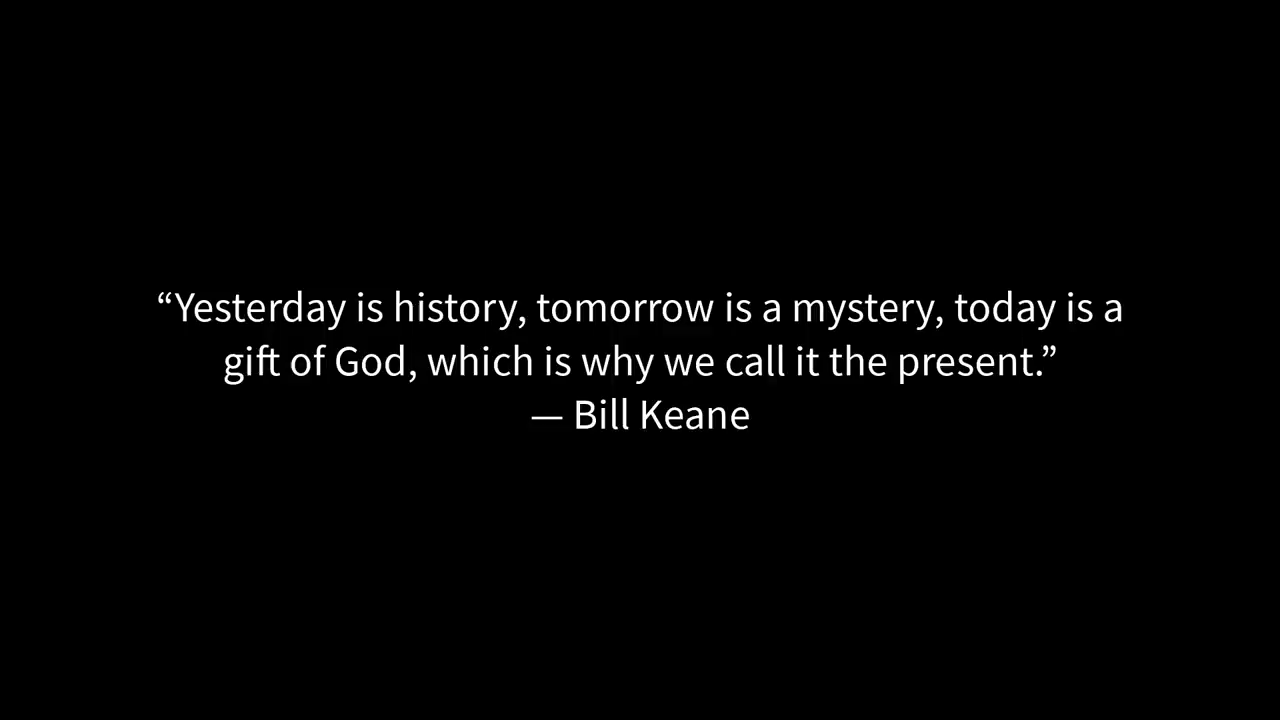 “Yesterday is history, tomorrow is a mystery, today is a
gift of God, which is why we call it the present.”
— Bill Keane